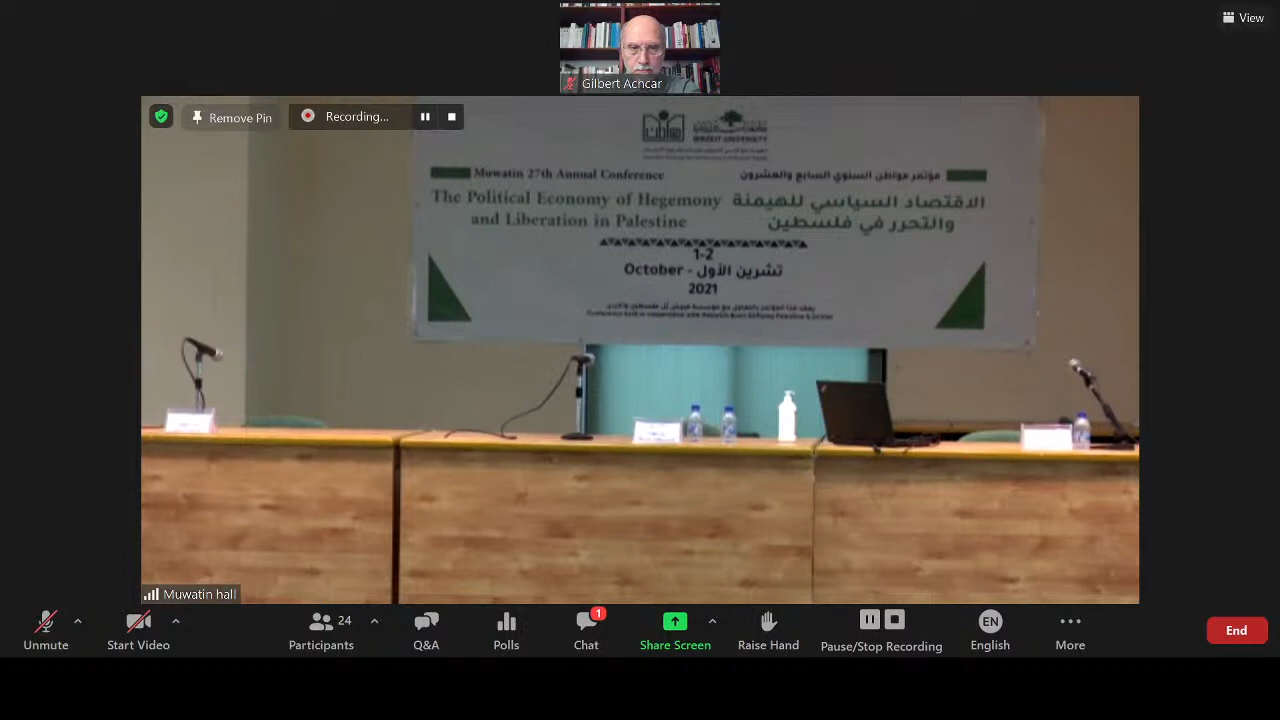 View
Gilbert Achcar
Remove Pin
Recording...
مواطن
BIRZEIT UNIVERSITY
Muwatin 27th Annual Conference
مؤتمر مواطن السنوي السابع والعشرون
The Political Economy of Hegemony
and Liberation in Palestine
الاقتصاد السياسي للهيمنة
والتحرر في فلسطين
1-2
October - تشرين الأول
2021
Muwatin hall
Unmute
Start Video
24
Participants
Q&A
Polls
1
Chat
Share Screen
Raise Hand
Pause/Stop Recording
EN
English
More
End